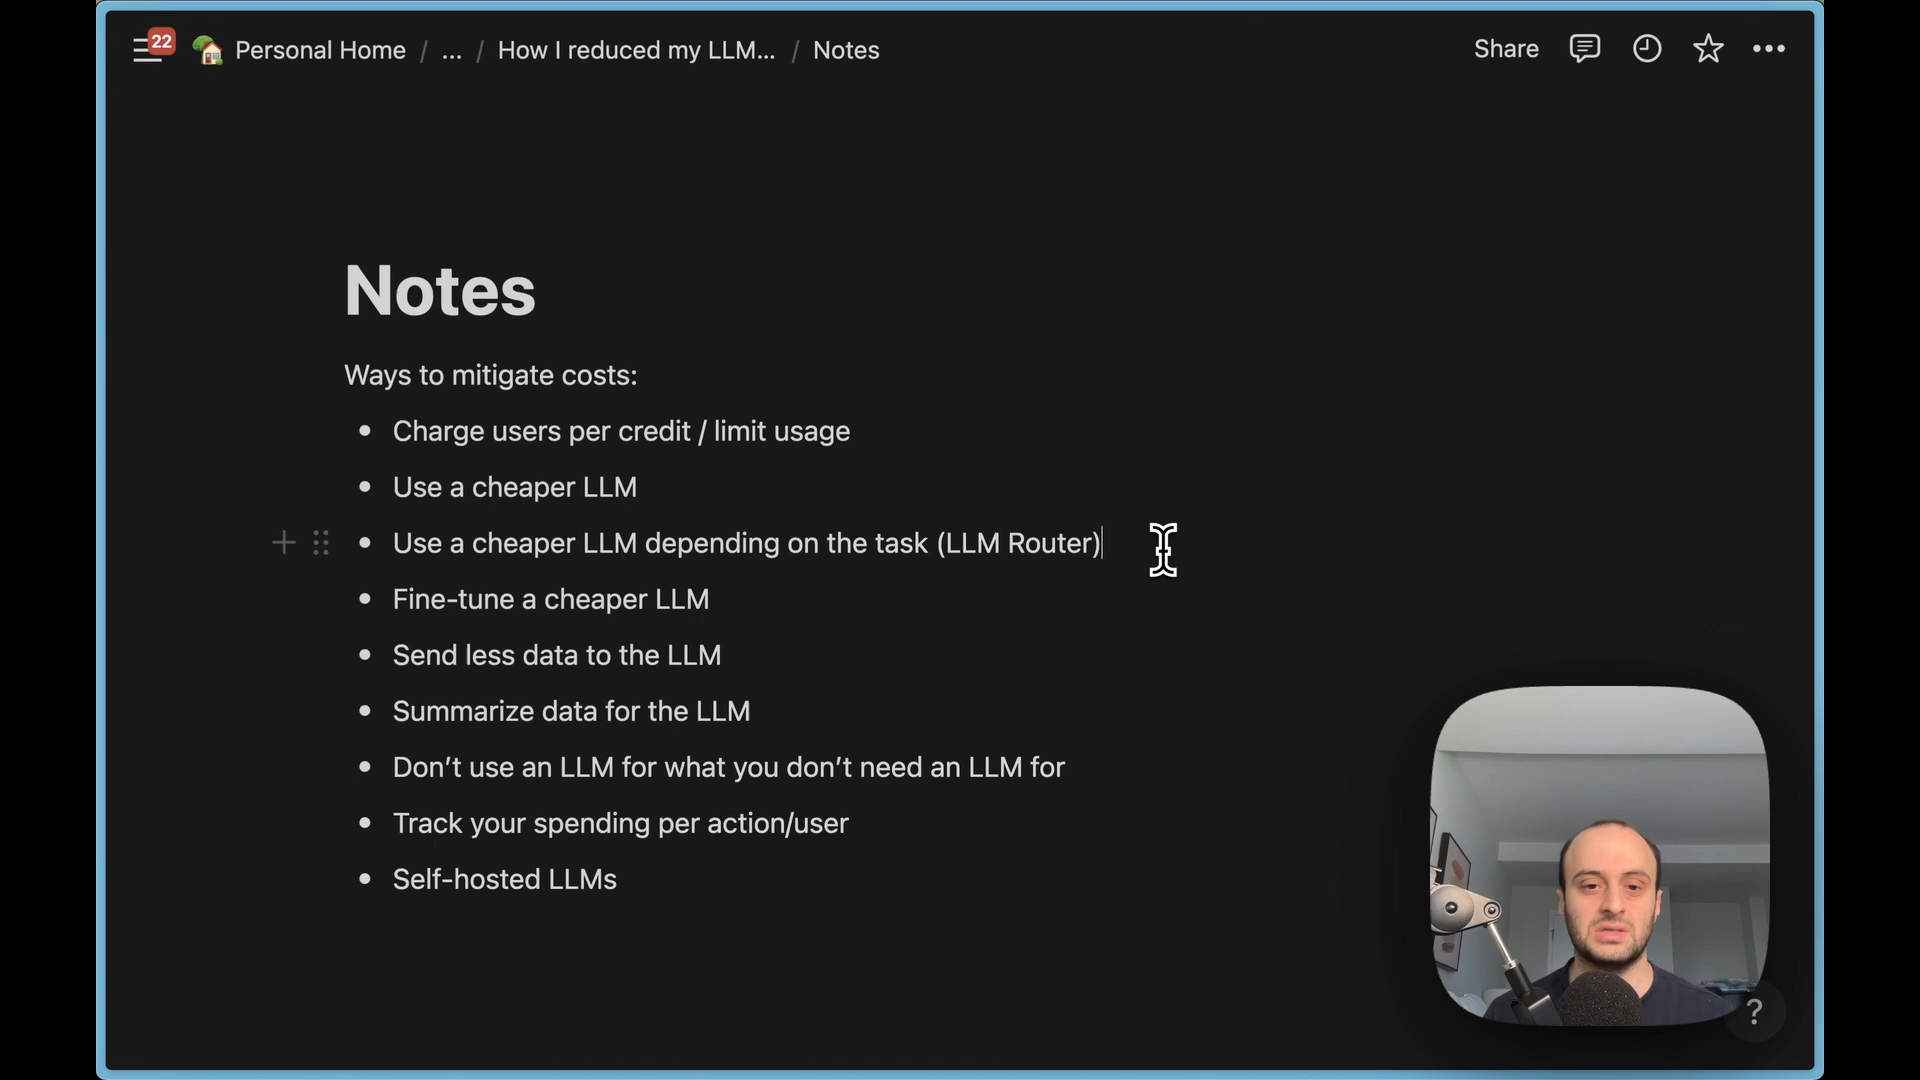 22
Personal Home / ... / How I reduced my LLM... / Notes
Share
Notes
Ways to mitigate costs:
• Charge users per credit / limit usage
• Use a cheaper LLM
• Use a cheaper LLM depending on the task (LLM Router)
• Fine-tune a cheaper LLM
• Send less data to the LLM
• Summarize data for the LLM
• Don’t use an LLM for what you don’t need an LLM for
• Track your spending per action/user
• Self-hosted LLMs
?